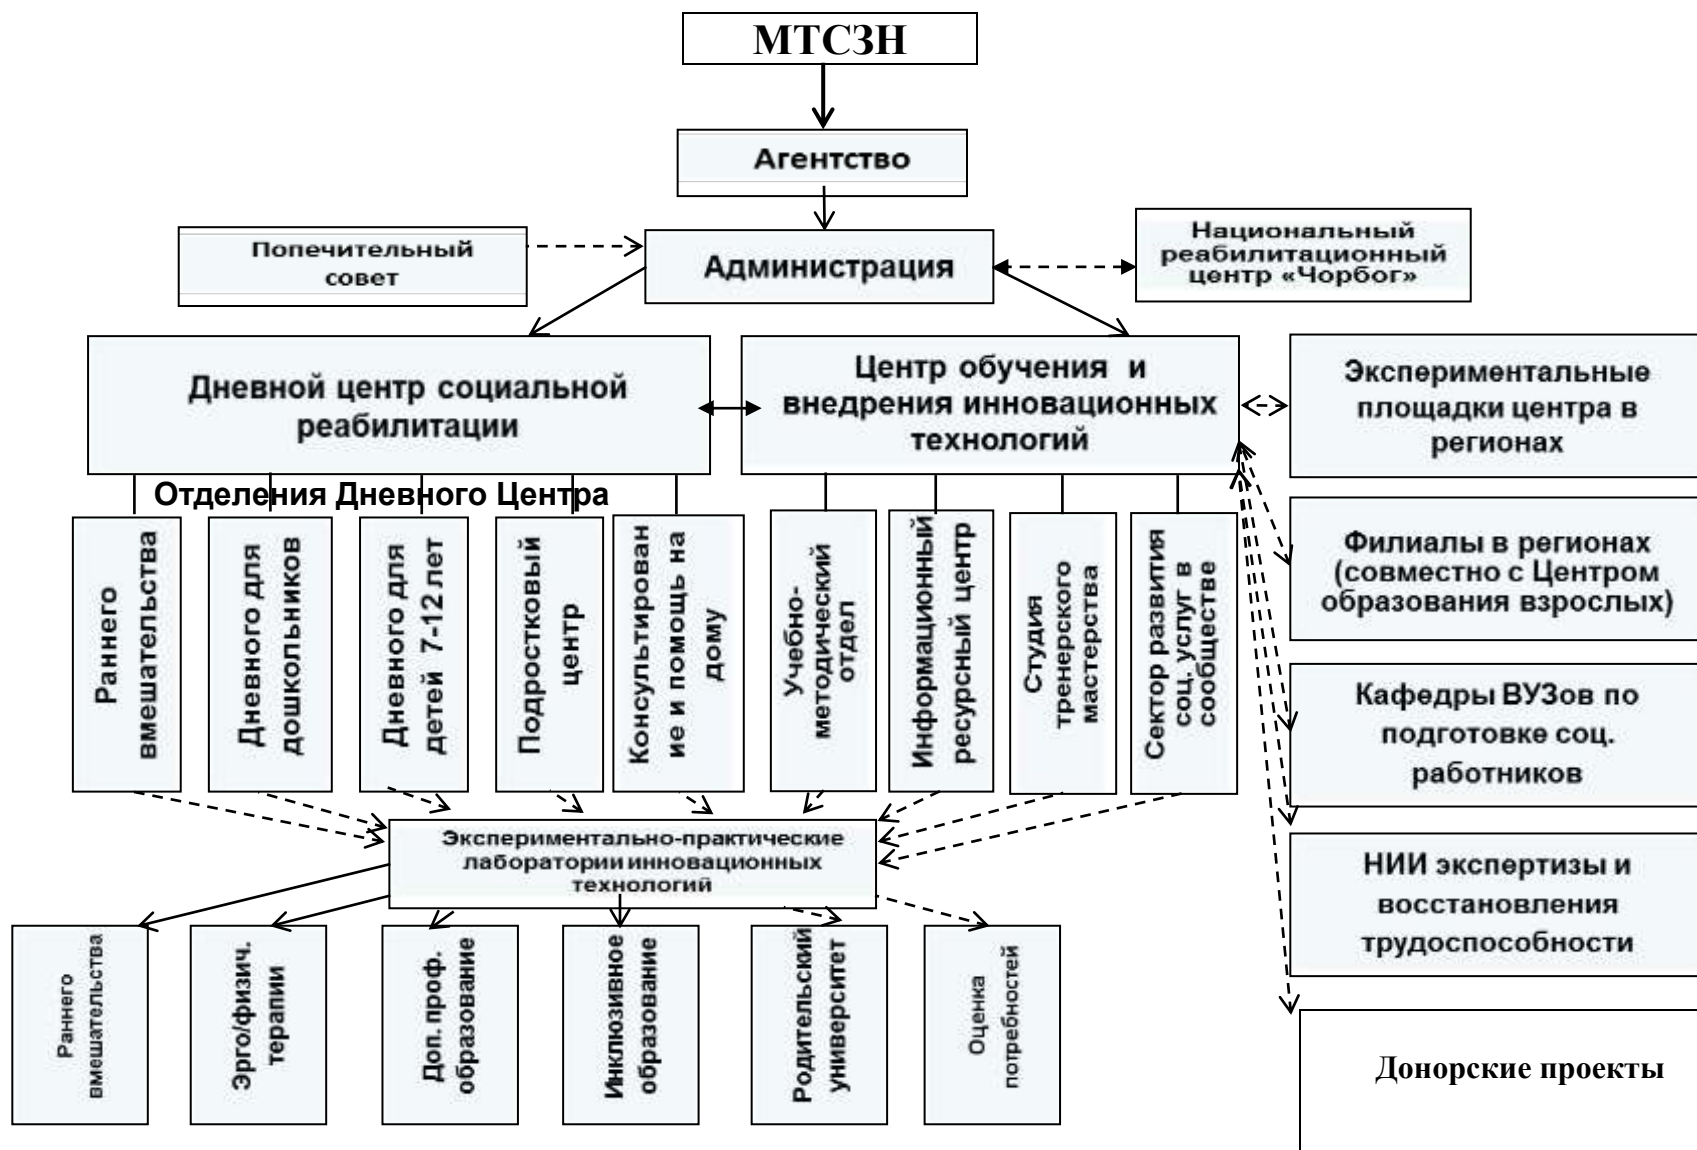 МТСЗН
Агентство
Попечительный
совет
Администрация
Национальный
реабилитационный
центр «Чорбог»
Дневной центр социальной
реабилитации
Центр обучения и
внедрения инновационных
технологий
Экспериментальные
площадки центра в
регионах
Отделения Дневного Центра
Раннего
вмешательства
Дневного для
дошкольников
Дневного для
детей 7-12 лет
Подростковый
центр
Консультирован
ие и помощь на
дому
Учебно-
методический
отдел
Информационный
ресурсный центр
Студия
тренерского
мастерства
Сектор развития
соц. услуг в
сообществе
Филиалы в регионах
(совместно с Центром
образования взрослых)
Кафедры ВУЗов по
подготовке соц.
работников
Экспериментально-практические
лаборатории инновационных
технологий
НИИ экспертизы и
восстановления
трудоспособности
Раннего
вмешательства
Эрго/физич.
терапии
Доп. проф.
образование
Инклюзивное
образование
Родительский
университет
Оценка
потребностей
Донорские проекты